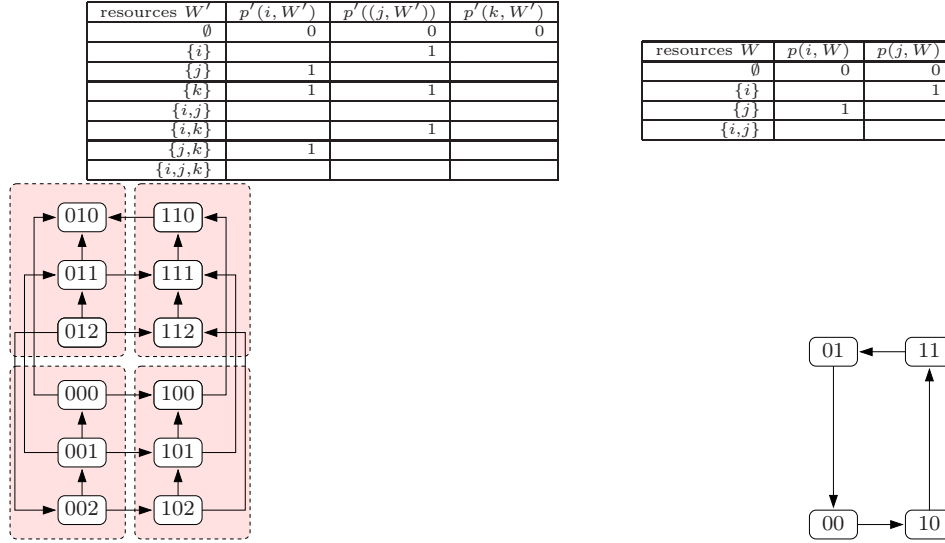 resources W′ p′(i, W′) p′((j, W′)) p′(k, W′)
∅ 0 0 0
{i} 1
{j} 1
{k} 1 1
{i,j}
{i,k} 1
{j,k} 1
{i,j,k}
resources W p(i, W) p(j, W)
∅ 0 0
{i} 1
{j} 1
{i,j}
010 110
011 111
012 112
000 100
001 101
002 102
01 11
00 10